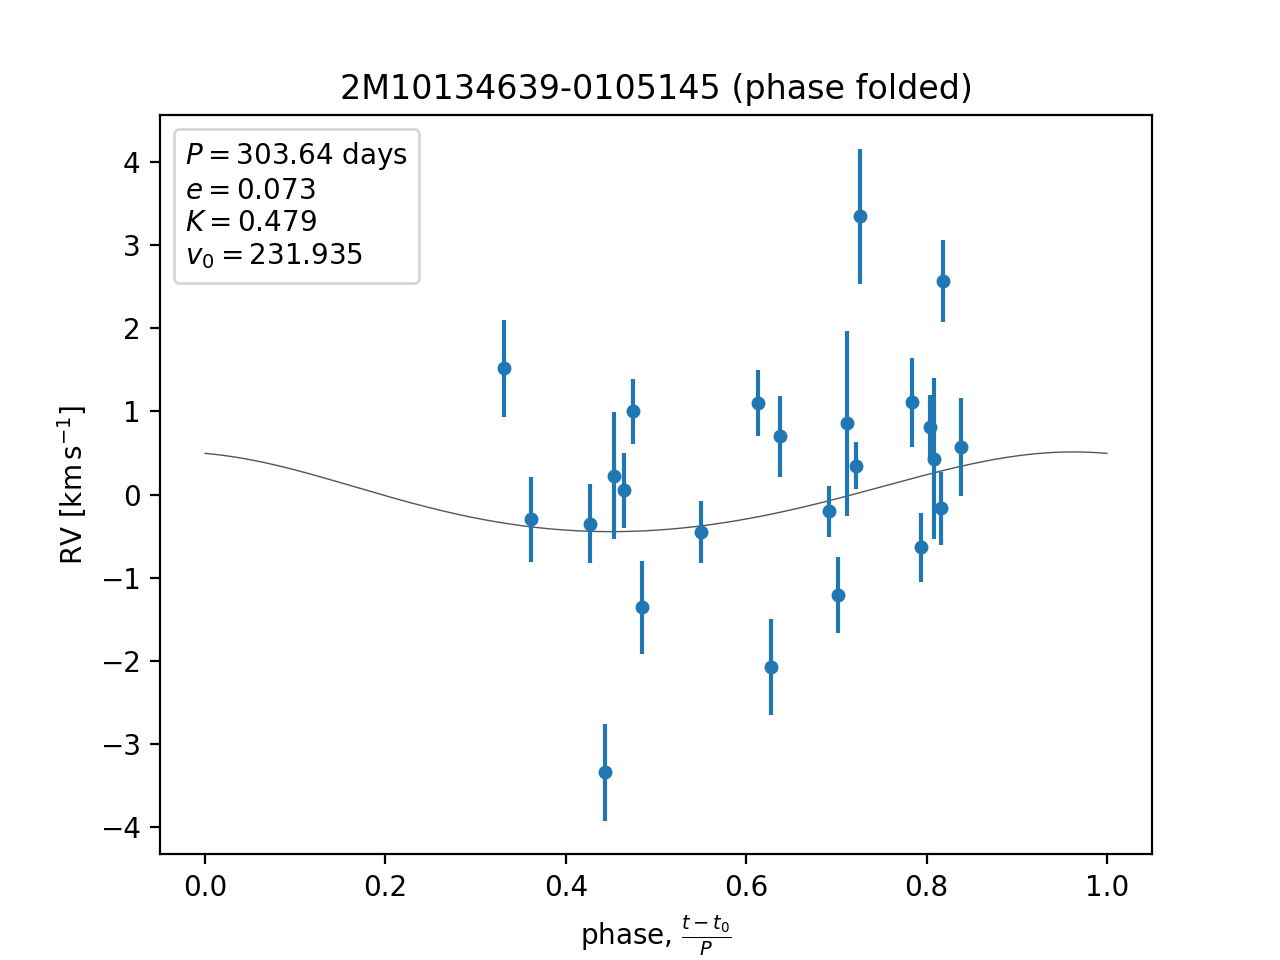 2M10134639-0105145 (phase folded)
P = 303.64 days
e = 0.073
K = 0.479
v₀ = 231.935
4
3
2
1
0
−1
−2
−3
−4
RV [km s⁻¹]
0.0 0.2 0.4 0.6 0.8 1.0
phase, (t − t₀)/P